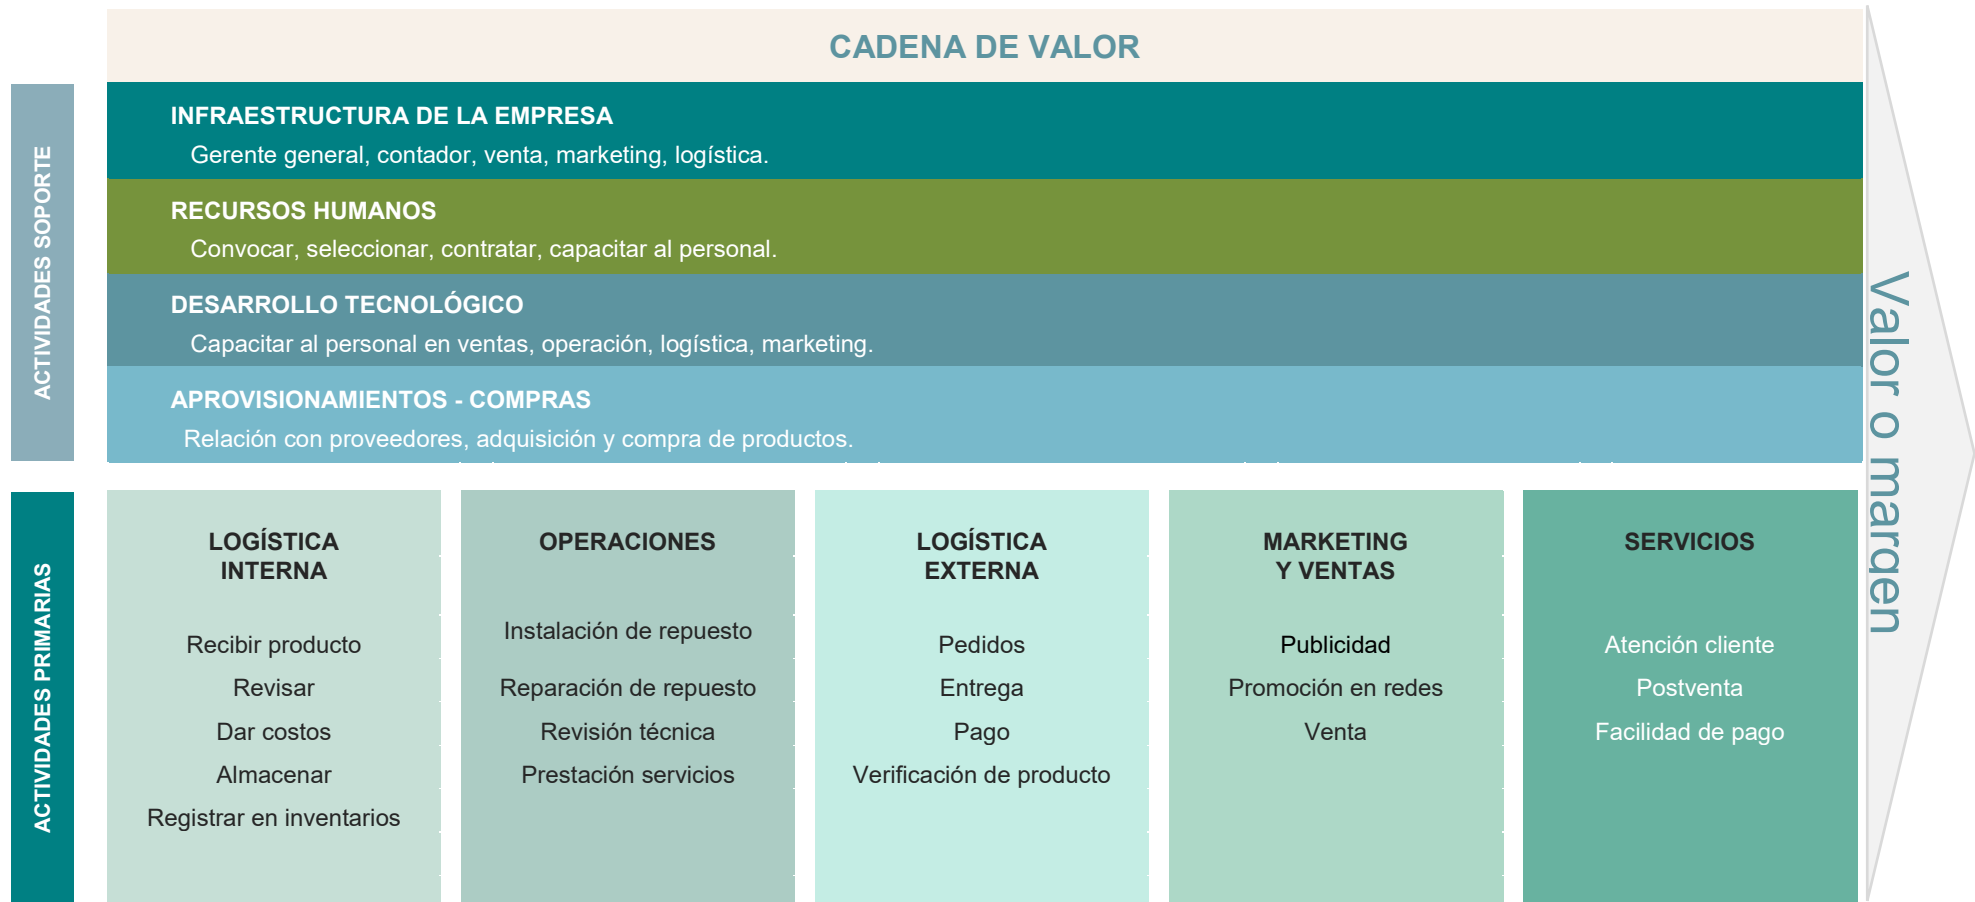 CADENA DE VALOR
ACTIVIDADES SOPORTE
INFRAESTRUCTURA DE LA EMPRESA
Gerente general, contador, venta, marketing, logística.
RECURSOS HUMANOS
Convocar, seleccionar, contratar, capacitar al personal.
DESARROLLO TECNOLÓGICO
Capacitar al personal en ventas, operación, logística, marketing.
APROVISIONAMIENTOS - COMPRAS
Relación con proveedores, adquisición y compra de productos.
ACTIVIDADES PRIMARIAS
LOGÍSTICA
INTERNA
Recibir producto
Revisar
Dar costos
Almacenar
Registrar en inventarios
OPERACIONES
Instalación de repuesto
Reparación de repuesto
Revisión técnica
Prestación servicios
LOGÍSTICA
EXTERNA
Pedidos
Entrega
Pago
Verificación de producto
MARKETING
Y VENTAS
Publicidad
Promoción en redes
Venta
SERVICIOS
Atención cliente
Postventa
Facilidad de pago
Valor o margen